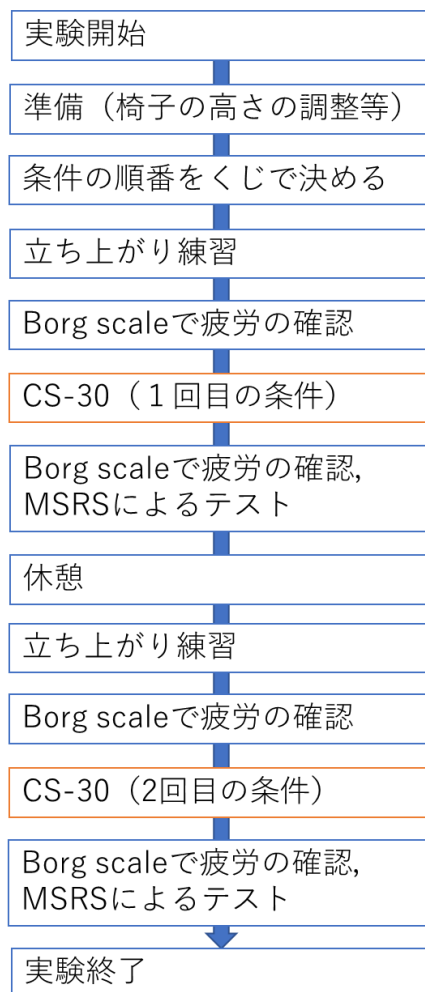 実験開始
準備（椅子の高さの調整等）
条件の順番をくじで決める
立ち上がり練習
Borg scaleで疲労の確認
CS-30（１回目の条件）
Borg scaleで疲労の確認,
MSRSによるテスト
休憩
立ち上がり練習
Borg scaleで疲労の確認
CS-30（2回目の条件）
Borg scaleで疲労の確認,
MSRSによるテスト
実験終了